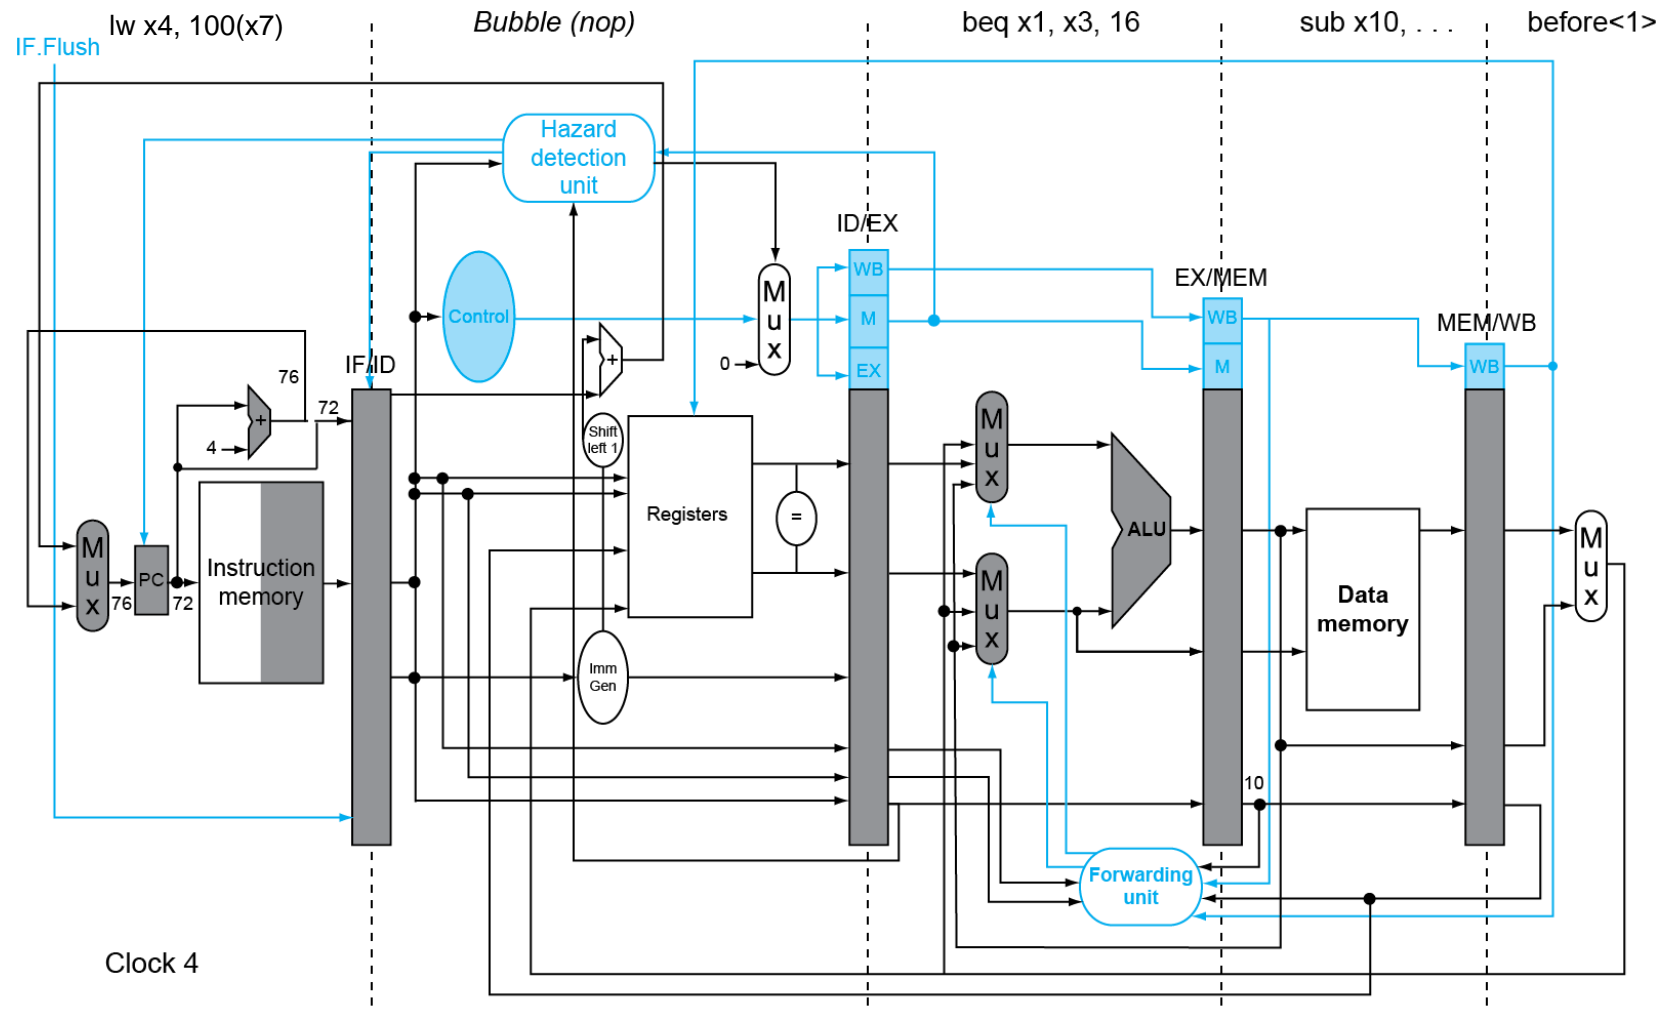 lw x4, 100(x7)
Bubble (nop)
beq x1, x3, 16
sub x10, . . .
before<1>
IF.Flush
Hazard
detection
unit
ID/EX
WB
M
EX
EX/MEM
WB
M
MEM/WB
WB
Control
M
u
x
0
+
IF/ID
76
72
+
4
Shift
left 1
Registers
=
M
u
x
ALU
M
u
x
M
u
x
76
PC
72
Instruction
memory
Imm
Gen
Data
memory
M
u
x
10
Forwarding
unit
Clock 4